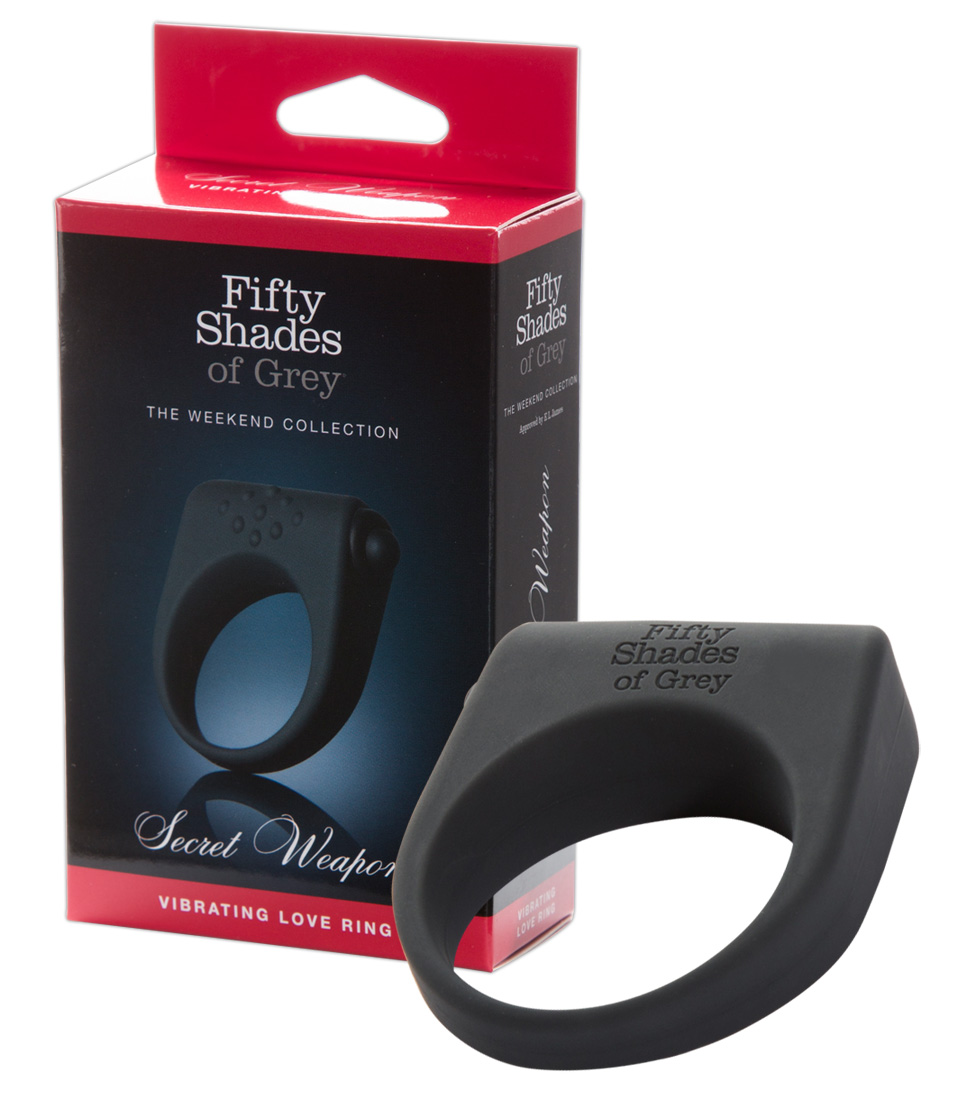 Secret Weapon
VIBRATIN
Fifty
Shades
of Grey
THE WEEKEND COLLECTION
Secret Weapon
VIBRATING LOVE RING
Fifty
Shades
of Grey
THE WEEKEND COLLECTION
Approved by E L James
Weapon
VIBRATING
LOVE RING
Fifty
Shades
of Grey